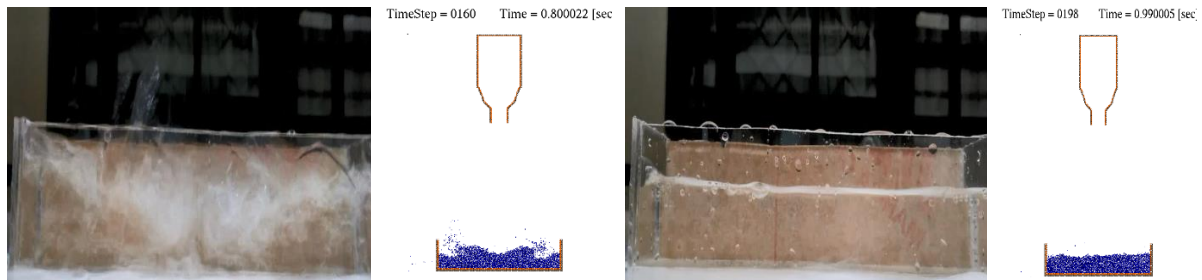 TimeStep = 0160 Time = 0.800022 [sec
TimeStep = 0198 Time = 0.990005 [sec]